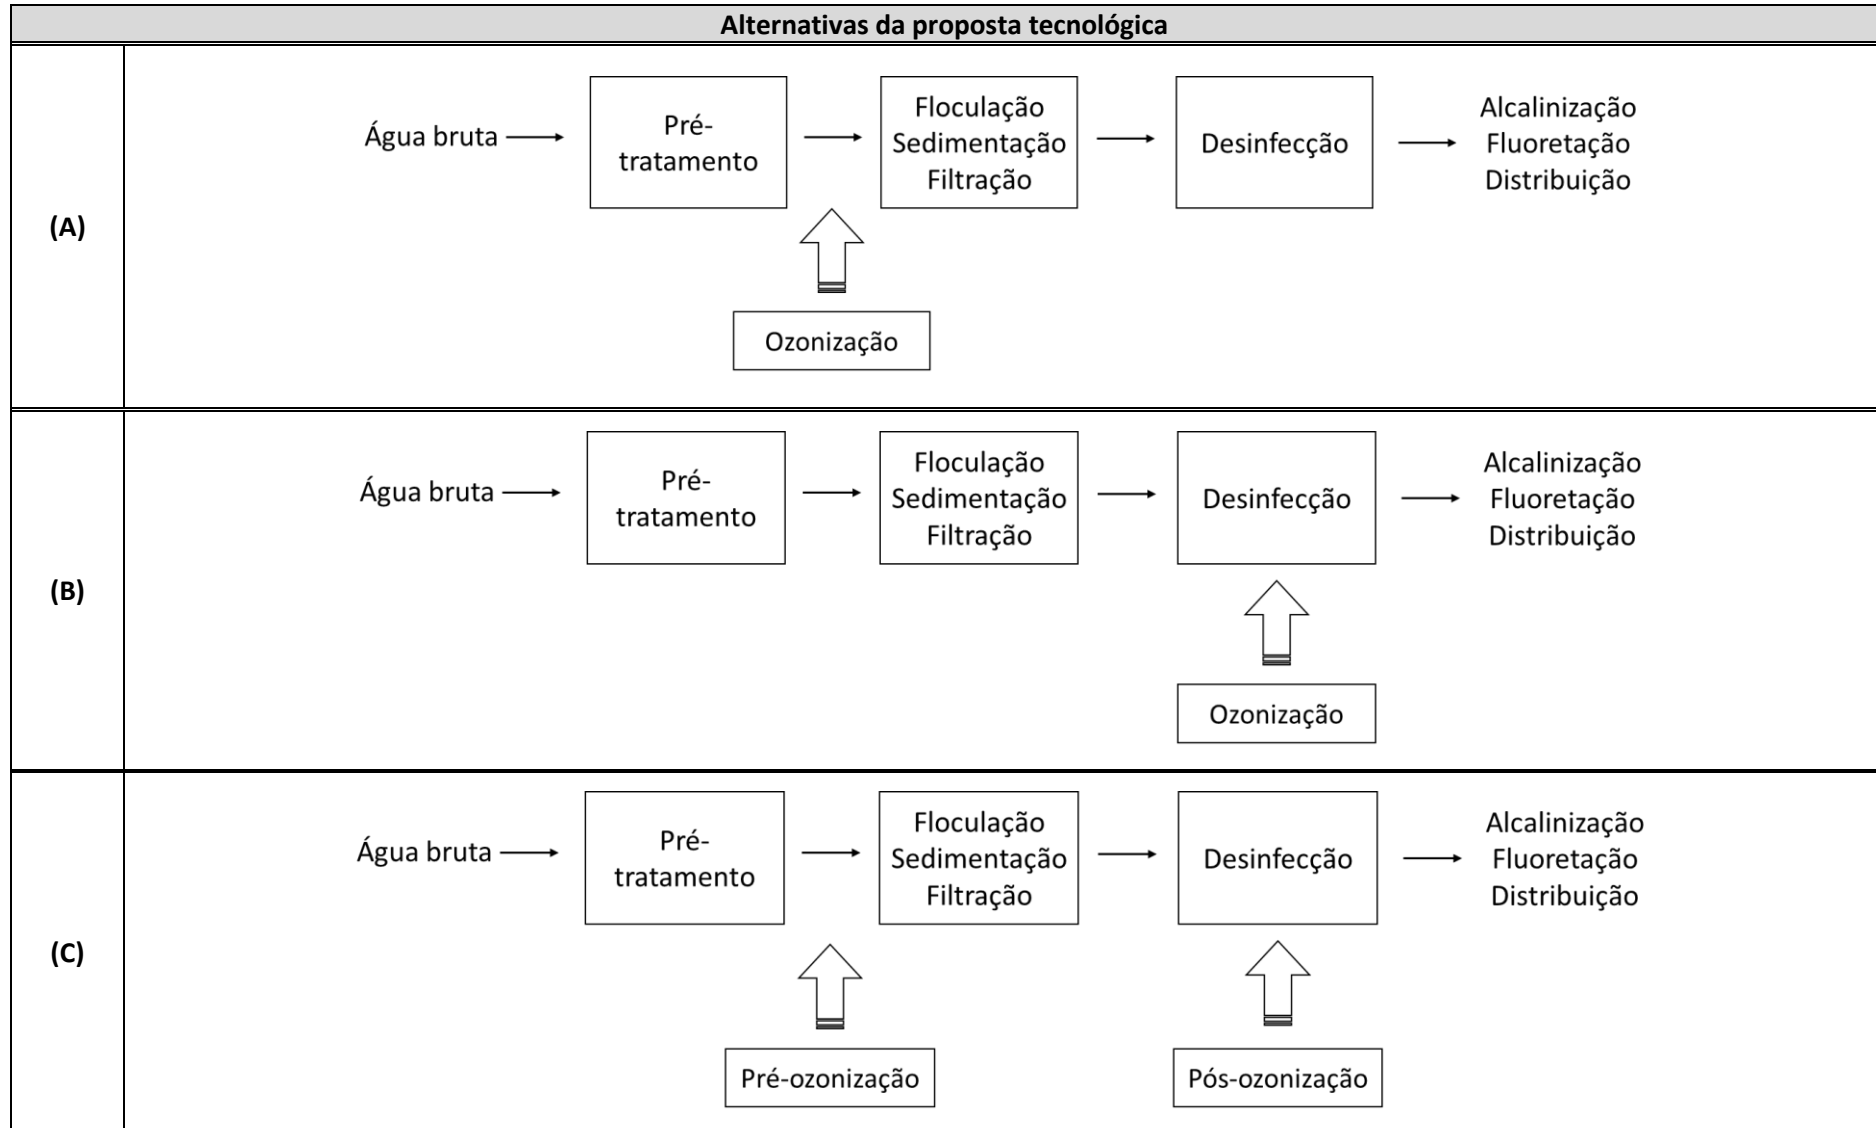 Alternativas da proposta tecnológica
(A)
Água bruta
Pré-
tratamento
Floculação
Sedimentação
Filtração
Desinfecção
Alcalinização
Fluoretação
Distribuição
Ozonização
(B)
Água bruta
Pré-
tratamento
Floculação
Sedimentação
Filtração
Desinfecção
Alcalinização
Fluoretação
Distribuição
Ozonização
(C)
Água bruta
Pré-
tratamento
Floculação
Sedimentação
Filtração
Desinfecção
Alcalinização
Fluoretação
Distribuição
Pré-ozonização
Pós-ozonização